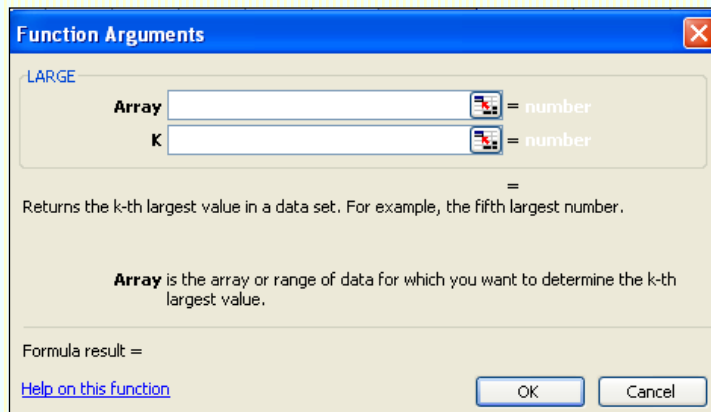 Function Arguments
LARGE
Array = number
K = number
=
Returns the k-th largest value in a data set. For example, the fifth largest number.
Array is the array or range of data for which you want to determine the k-th
largest value.
Formula result =
Help on this function
OK Cancel